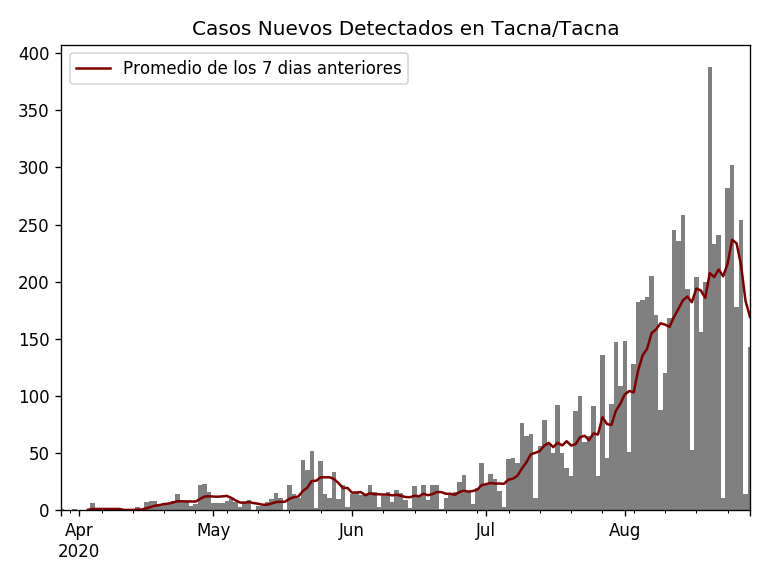 Casos Nuevos Detectados en Tacna/Tacna
Promedio de los 7 dias anteriores
400
350
300
250
200
150
100
50
0
Apr
2020
May
Jun
Jul
Aug